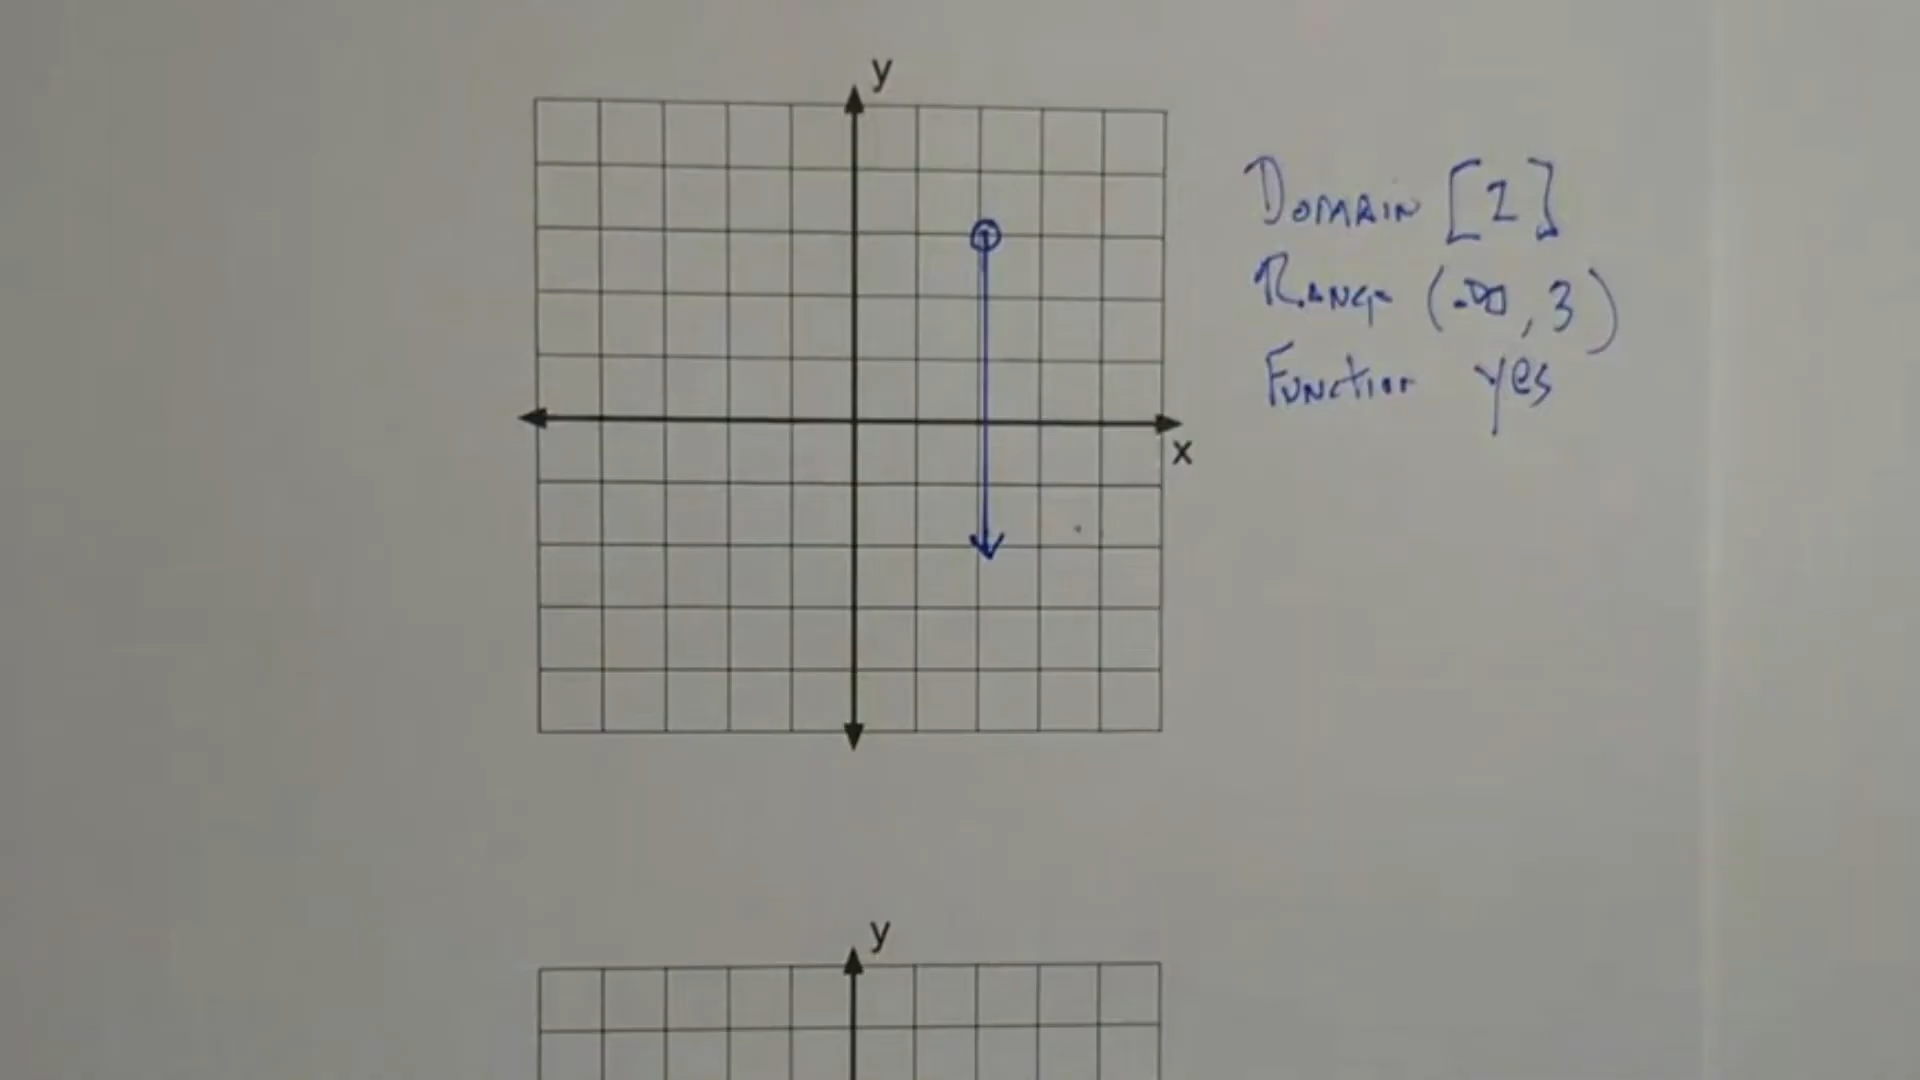 y
Domain [2]
Range (-∞, 3)
Function yes
x
y